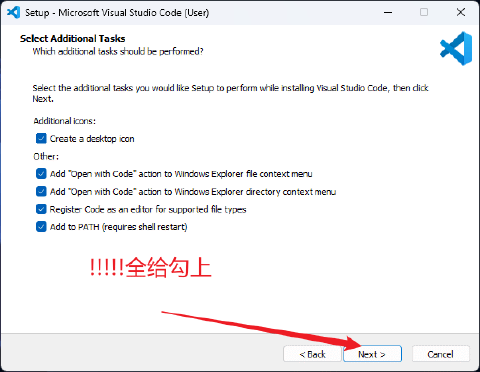 Setup - Microsoft Visual Studio Code (User)
Select Additional Tasks
Which additional tasks should be performed?
Select the additional tasks you would like Setup to perform while installing Visual Studio Code, then click
Next.
Additional icons:
Create a desktop icon
Other:
Add "Open with Code" action to Windows Explorer file context menu
Add "Open with Code" action to Windows Explorer directory context menu
Register Code as an editor for supported file types
Add to PATH (requires shell restart)
!!!!!全给勾上
< Back
Next >
Cancel